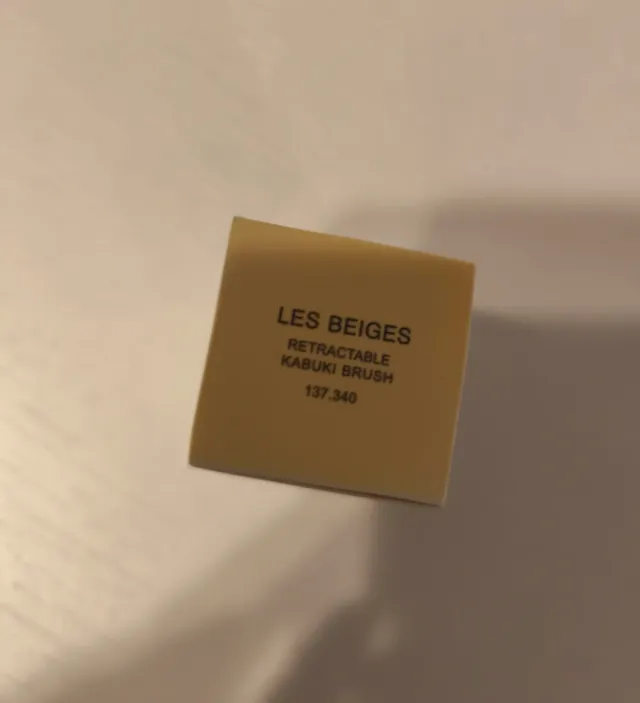 LES BEIGES
RETRACTABLE
KABUKI BRUSH
137.340